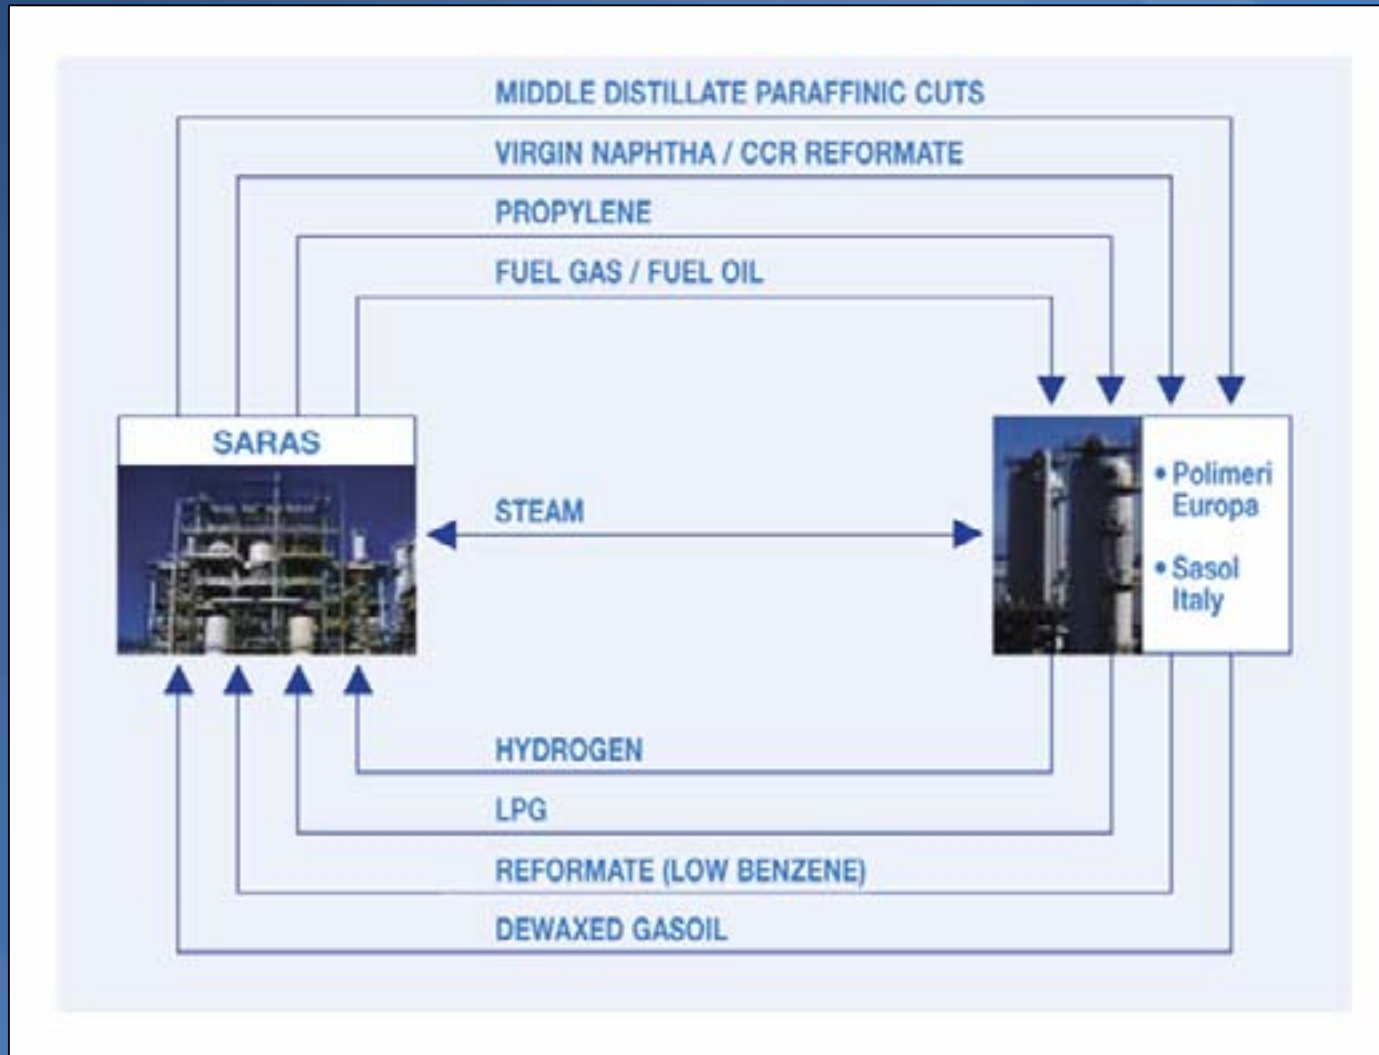 MIDDLE DISTILLATE PARAFFINIC CUTS
VIRGIN NAPHTHA / CCR REFORMATE
PROPYLENE
FUEL GAS / FUEL OIL
SARAS
STEAM
• Polimeri
Europa
• Sasol
Italy
HYDROGEN
LPG
REFORMATE (LOW BENZENE)
DEWAXED GASOIL